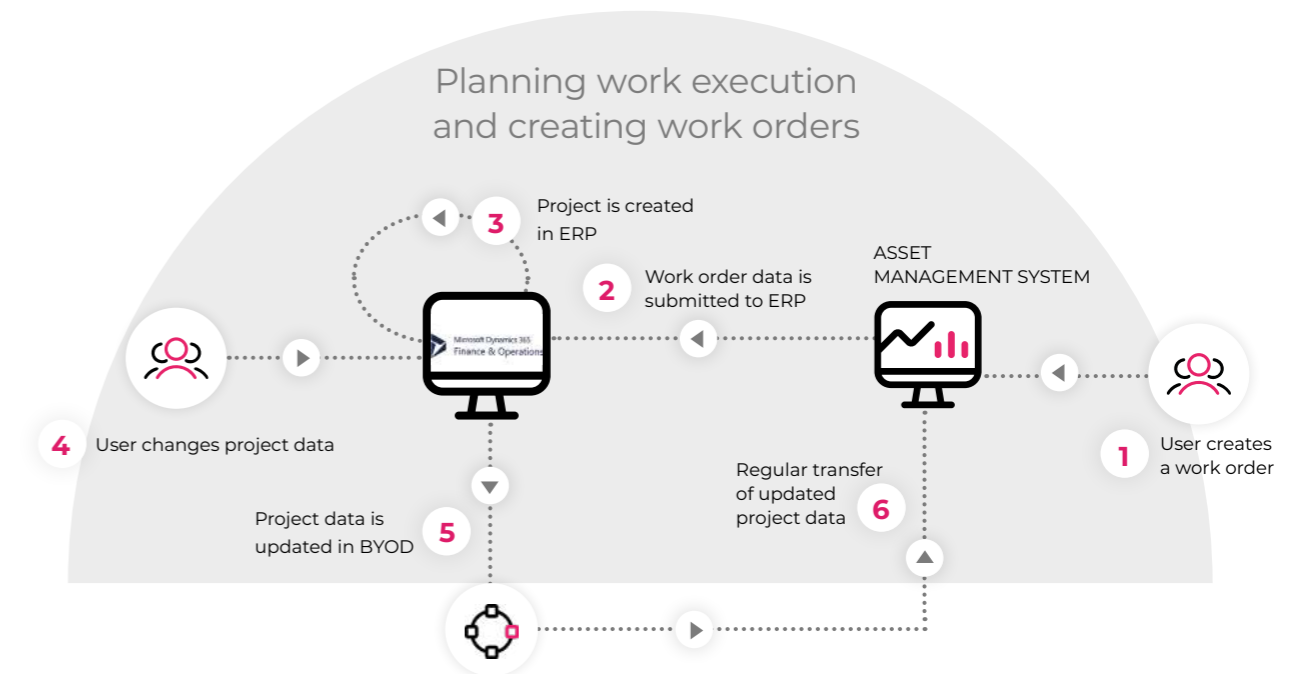 Planning work execution
and creating work orders
3
Project is created
in ERP
2
Work order data is
submitted to ERP
ASSET
MANAGEMENT SYSTEM
Microsoft Dynamics 365
Finance & Operations
4
User changes project data
1
User creates
a work order
Regular transfer
of updated
project data
6
Project data is
updated in BYOD
5